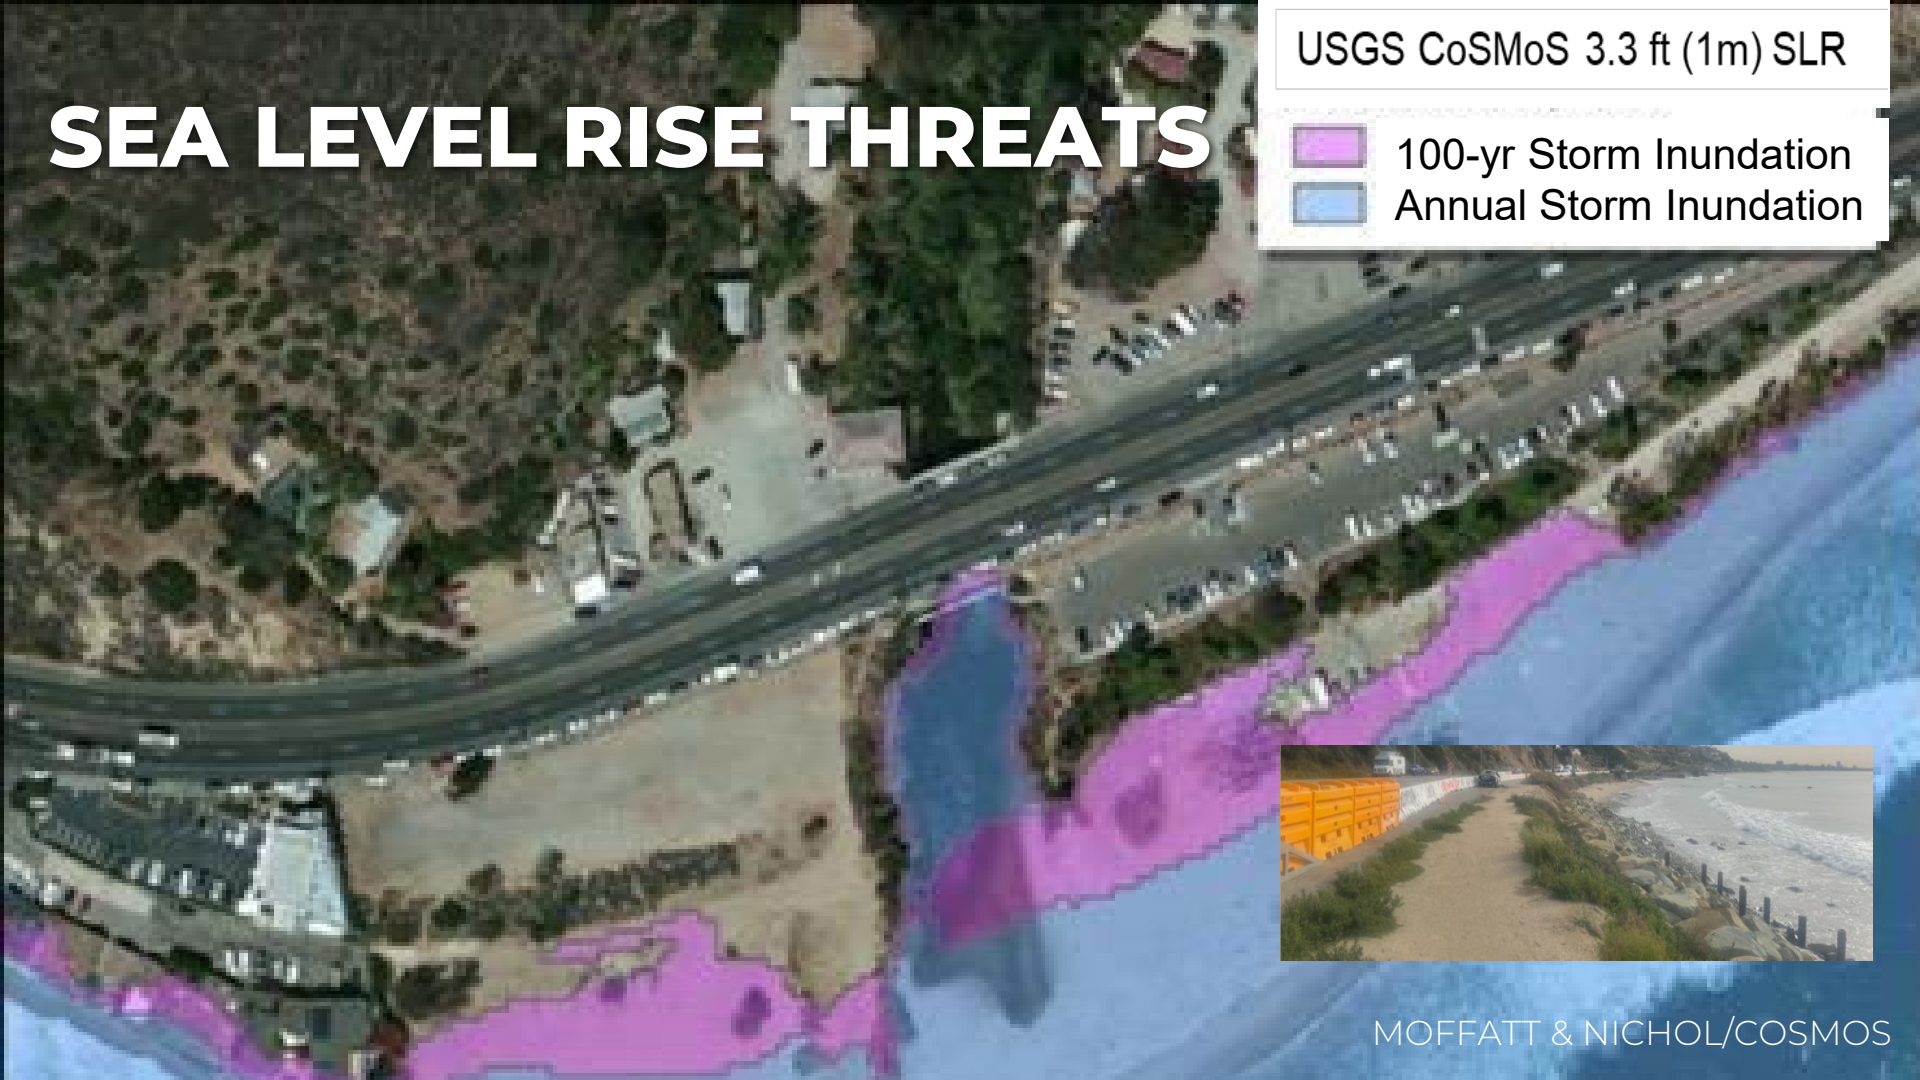 USGS CoSMoS 3.3 ft (1m) SLR
SEA LEVEL RISE THREATS
100-yr Storm Inundation
Annual Storm Inundation
MOFFATT & NICHOL/COSMOS